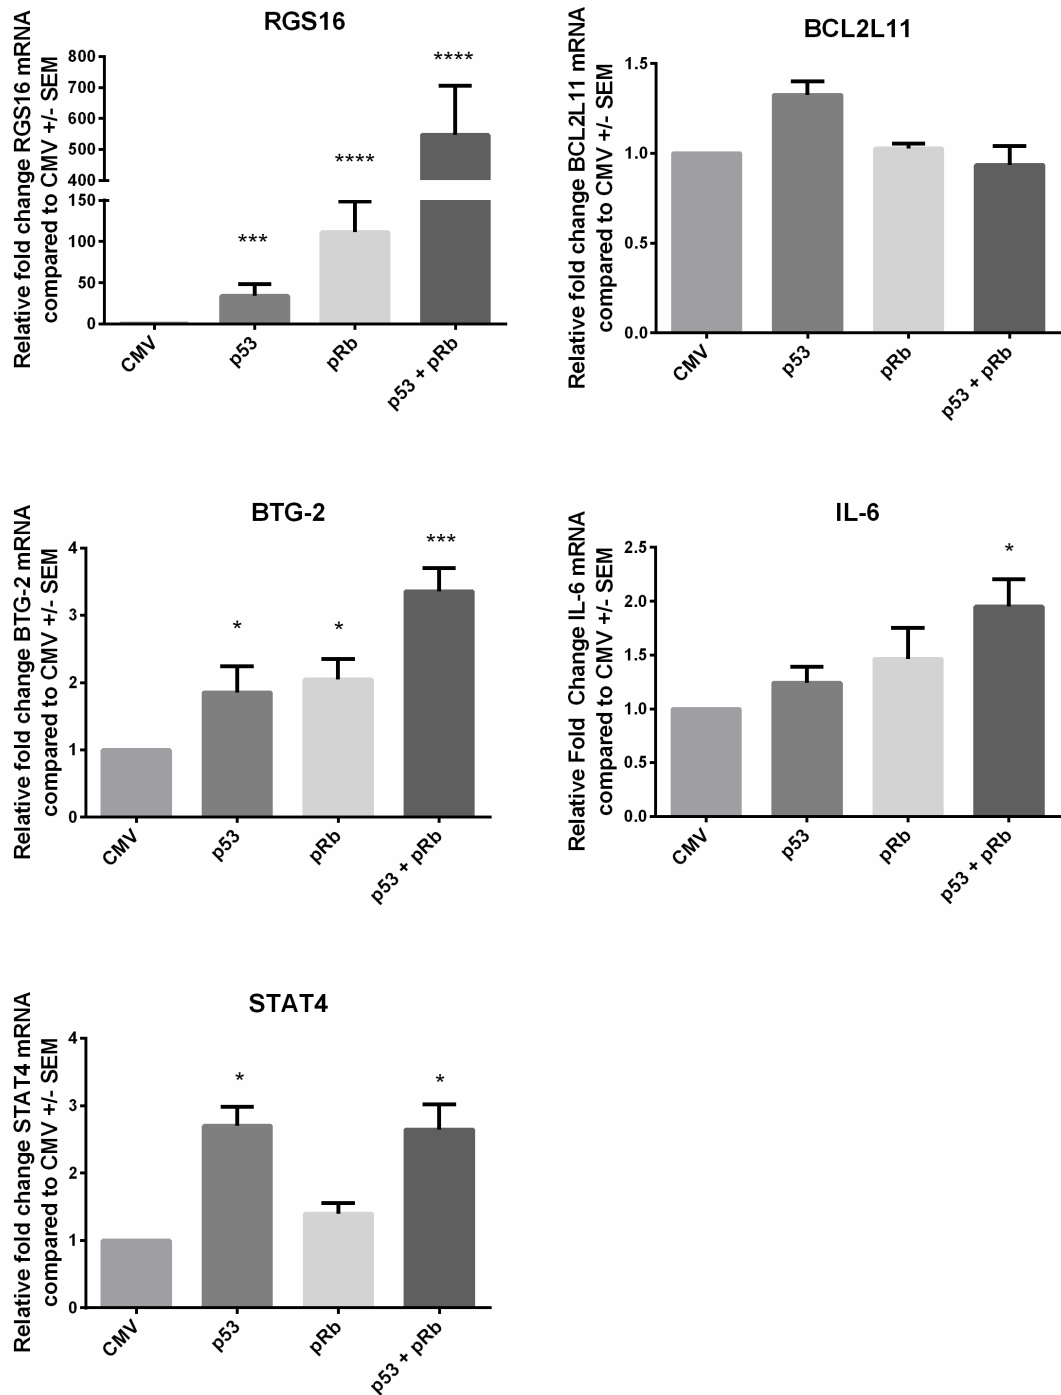 RGS16
Relative fold change RGS16 mRNA
compared to CMV +/- SEM
800
700
600
500
400
150
100
50
0
***
****
****
CMV
p53
pRb
p53 + pRb
BCL2L11
Relative fold change BCL2L11 mRNA
compared to CMV +/- SEM
1.5
1.0
0.5
0.0
CMV
p53
pRb
p53 + pRb
BTG-2
Relative fold change BTG-2 mRNA
compared to CMV +/- SEM
4
3
2
1
0
*
*
***
CMV
p53
pRb
p53 + pRb
IL-6
Relative Fold Change IL-6 mRNA
compared to CMV +/- SEM
2.5
2.0
1.5
1.0
0.5
0.0
*
CMV
p53
pRb
p53 + pRb
STAT4
Relative fold change STAT4 mRNA
compared to CMV +/- SEM
4
3
2
1
0
*
*
CMV
p53
pRb
p53 + pRb